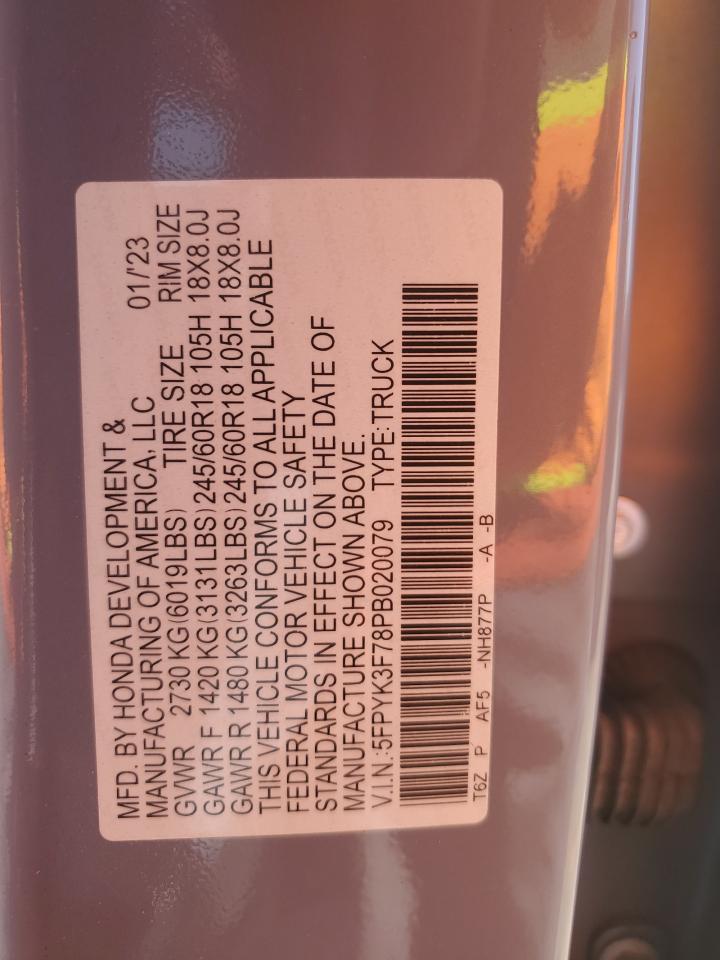 MFD. BY HONDA DEVELOPMENT &
MANUFACTURING OF AMERICA, LLC 01/'23
GVWR 2730 KG(6019LBS) TIRE SIZE RIM SIZE
GAWR F 1420 KG(3131LBS) 245/60R18 105H 18X8.0J
GAWR R 1480 KG(3263LBS) 245/60R18 105H 18X8.0J
THIS VEHICLE CONFORMS TO ALL APPLICABLE
FEDERAL MOTOR VEHICLE SAFETY
STANDARDS IN EFFECT ON THE DATE OF
MANUFACTURE SHOWN ABOVE.
V.I.N.:5FPYK3F78PB020079 TYPE:TRUCK
T6Z P AF5 -NH877P -A -B